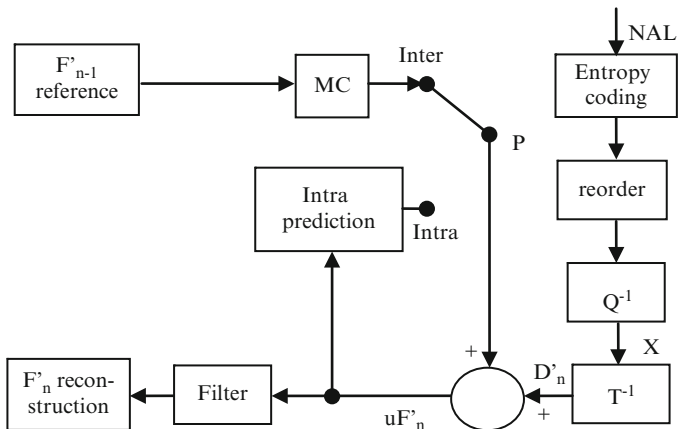 F'n-1
reference
MC
Inter
P
NAL
Entropy
coding
reorder
Q-1
X
T-1
D'n
+
+
Intra
prediction
Intra
uF'n
Filter
F'n recon-
struction